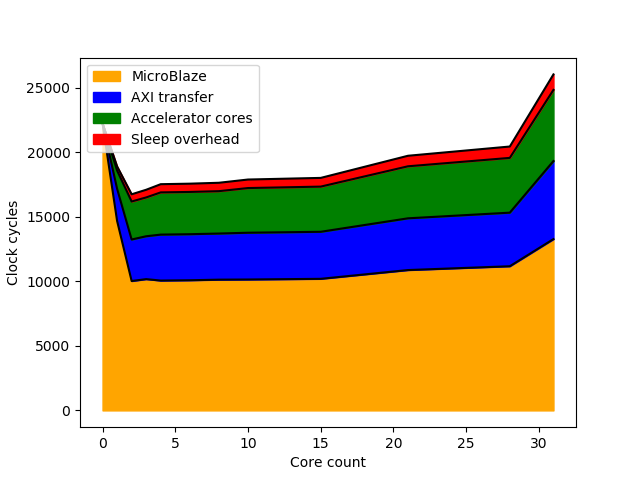 MicroBlaze
AXI transfer
Accelerator cores
Sleep overhead
25000
20000
15000
10000
5000
0
Clock cycles
0 5 10 15 20 25 30
Core count